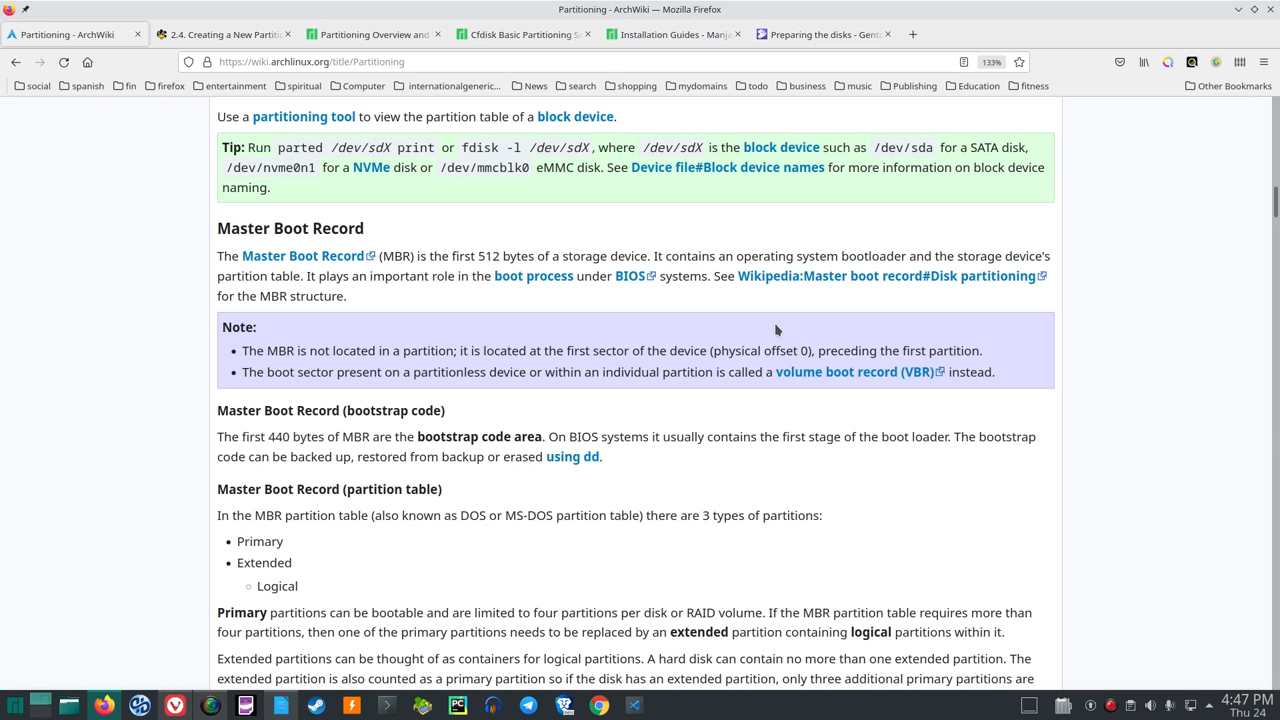 Partitioning - ArchWiki — Mozilla Firefox
Partitioning - ArchWiki
2.4. Creating a New Partiti
Partitioning Overview and
Cfdisk Basic Partitioning
Installation Guides - Manja
Preparing the disks - Gent
https://wiki.archlinux.org/title/Partitioning
133%
social
spanish
fin
firefox
entertainment
spiritual
Computer
internationalgeneric...
News
search
shopping
mydomains
todo
business
music
Publishing
Education
fitness
Other Bookmarks
Use a partitioning tool to view the partition table of a block device.
Tip: Run parted /dev/sdX print or fdisk -l /dev/sdX, where /dev/sdX is the block device such as /dev/sda for a SATA disk,
/dev/nvme0n1 for a NVMe disk or /dev/mmcblk0 eMMC disk. See Device file#Block device names for more information on block device
naming.
Master Boot Record
The Master Boot Record (MBR) is the first 512 bytes of a storage device. It contains an operating system bootloader and the storage device's
partition table. It plays an important role in the boot process under BIOS systems. See Wikipedia:Master boot record#Disk partitioning
for the MBR structure.
Note:
• The MBR is not located in a partition; it is located at the first sector of the device (physical offset 0), preceding the first partition.
• The boot sector present on a partitionless device or within an individual partition is called a volume boot record (VBR) instead.
Master Boot Record (bootstrap code)
The first 440 bytes of MBR are the bootstrap code area. On BIOS systems it usually contains the first stage of the boot loader. The bootstrap
code can be backed up, restored from backup or erased using dd.
Master Boot Record (partition table)
In the MBR partition table (also known as DOS or MS-DOS partition table) there are 3 types of partitions:
• Primary
• Extended
◦ Logical
Primary partitions can be bootable and are limited to four partitions per disk or RAID volume. If the MBR partition table requires more than
four partitions, then one of the primary partitions needs to be replaced by an extended partition containing logical partitions within it.
Extended partitions can be thought of as containers for logical partitions. A hard disk can contain no more than one extended partition. The
extended partition is also counted as a primary partition so if the disk has an extended partition, only three additional primary partitions are
4:47 PM
Thu 24